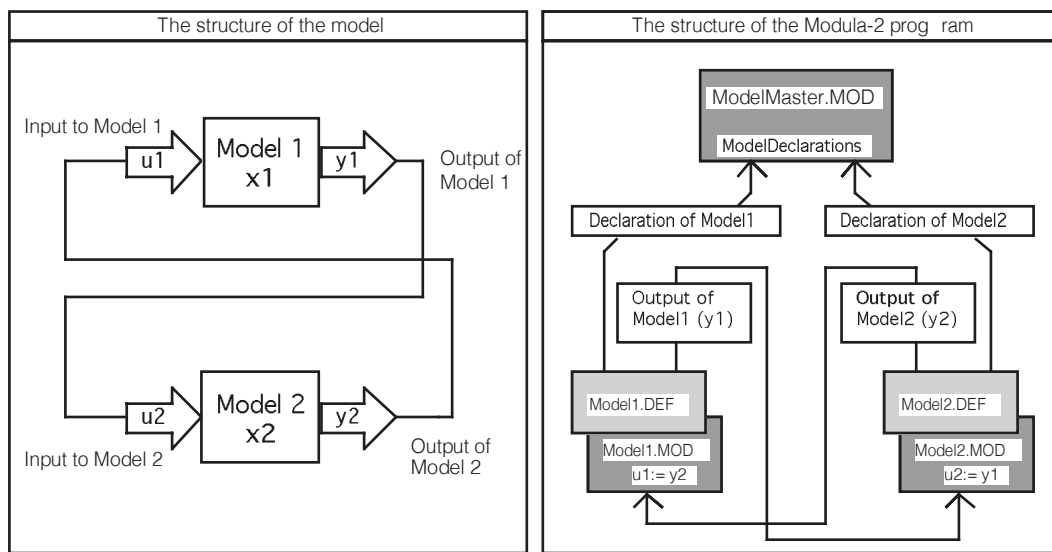 The structure of the model
Input to Model 1
u1
Model 1
x1
y1
Output of
Model 1
u2
Model 2
x2
y2
Input to Model 2
Output of
Model 2
The structure of the Modula-2 prog ram
ModelMaster.MOD
ModelDeclarations
Declaration of Model1
Declaration of Model2
Output of
Model1 (y1)
Output of
Model2 (y2)
Model1.DEF
Model2.DEF
Model1.MOD
u1:= y2
Model2.MOD
u2:= y1